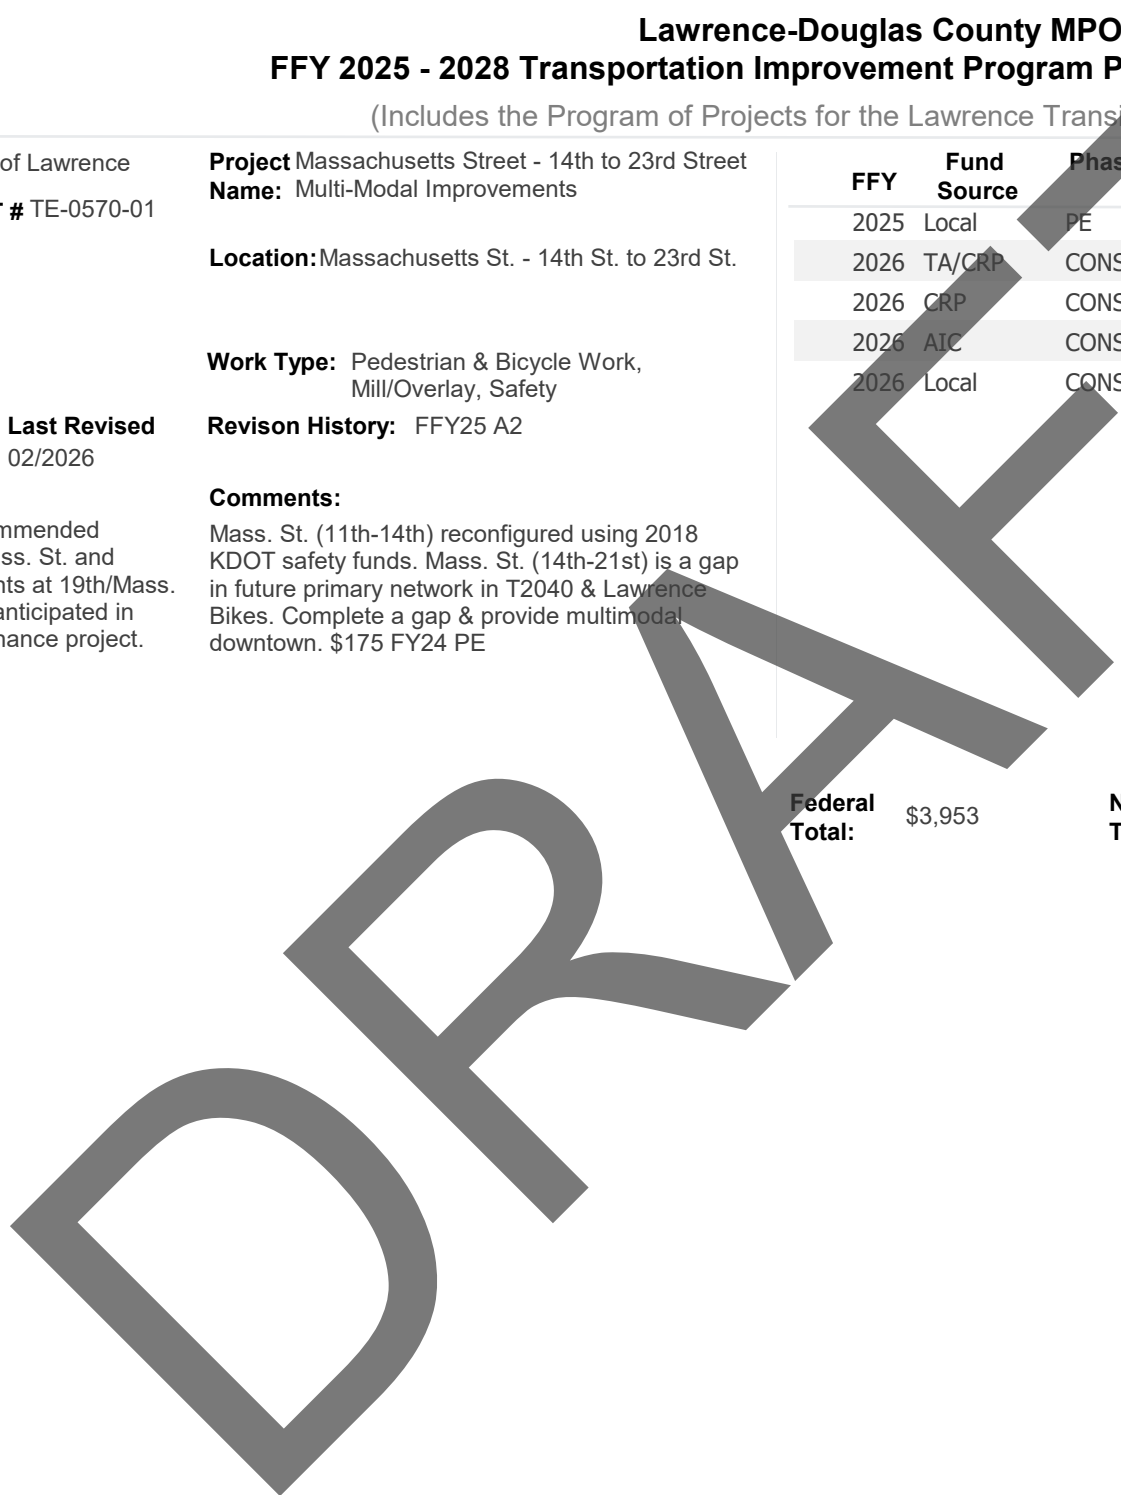 Lawrence-Douglas County MPO
FFY 2025 - 2028 Transportation Improvement Program P
(Includes the Program of Projects for the Lawrence Transi
of Lawrence
# TE-0570-01
Last Revised
02/2026
mmended
ss. St. and
nts at 19th/Mass.
anticipated in
nance project.
Project Massachusetts Street - 14th to 23rd Street
Name: Multi-Modal Improvements
Location: Massachusetts St. - 14th St. to 23rd St.
Work Type: Pedestrian & Bicycle Work,
Mill/Overlay, Safety
Revison History: FFY25 A2
Comments:
Mass. St. (11th-14th) reconfigured using 2018
KDOT safety funds. Mass. St. (14th-21st) is a gap
in future primary network in T2040 & Lawrence
Bikes. Complete a gap & provide multimodal
downtown. $175 FY24 PE
FFY Fund Source Phas
2025 Local PE
2026 TA/CRP CONS
2026 CRP CONS
2026 AIC CONS
2026 Local CONS
Federal Total: $3,953
N
T
DRAFT